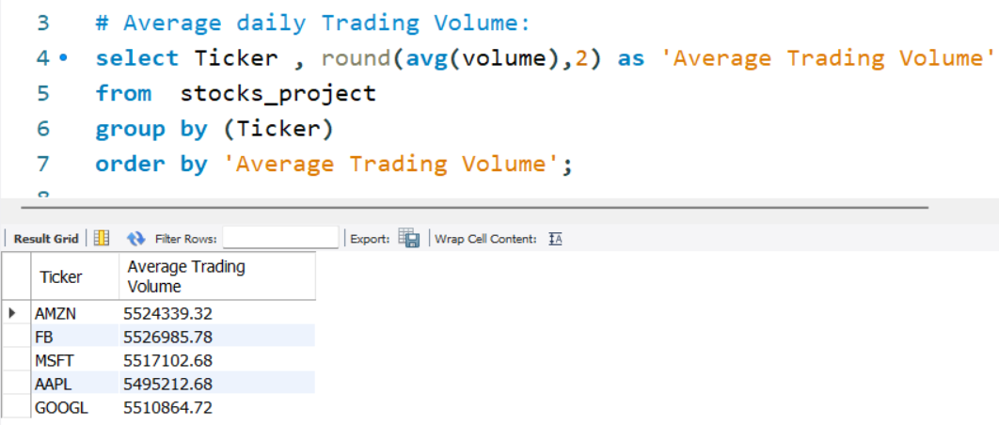 3 # Average daily Trading Volume:
4 select Ticker , round(avg(volume),2) as 'Average Trading Volume'
5 from  stocks_project
6 group by (Ticker)
7 order by 'Average Trading Volume';
Result Grid Filter Rows: Export: Wrap Cell Content: IA
Ticker Average Trading
Volume
AMZN 5524339.32
FB 5526985.78
MSFT 5517102.68
AAPL 5495212.68
GOOGL 5510864.72